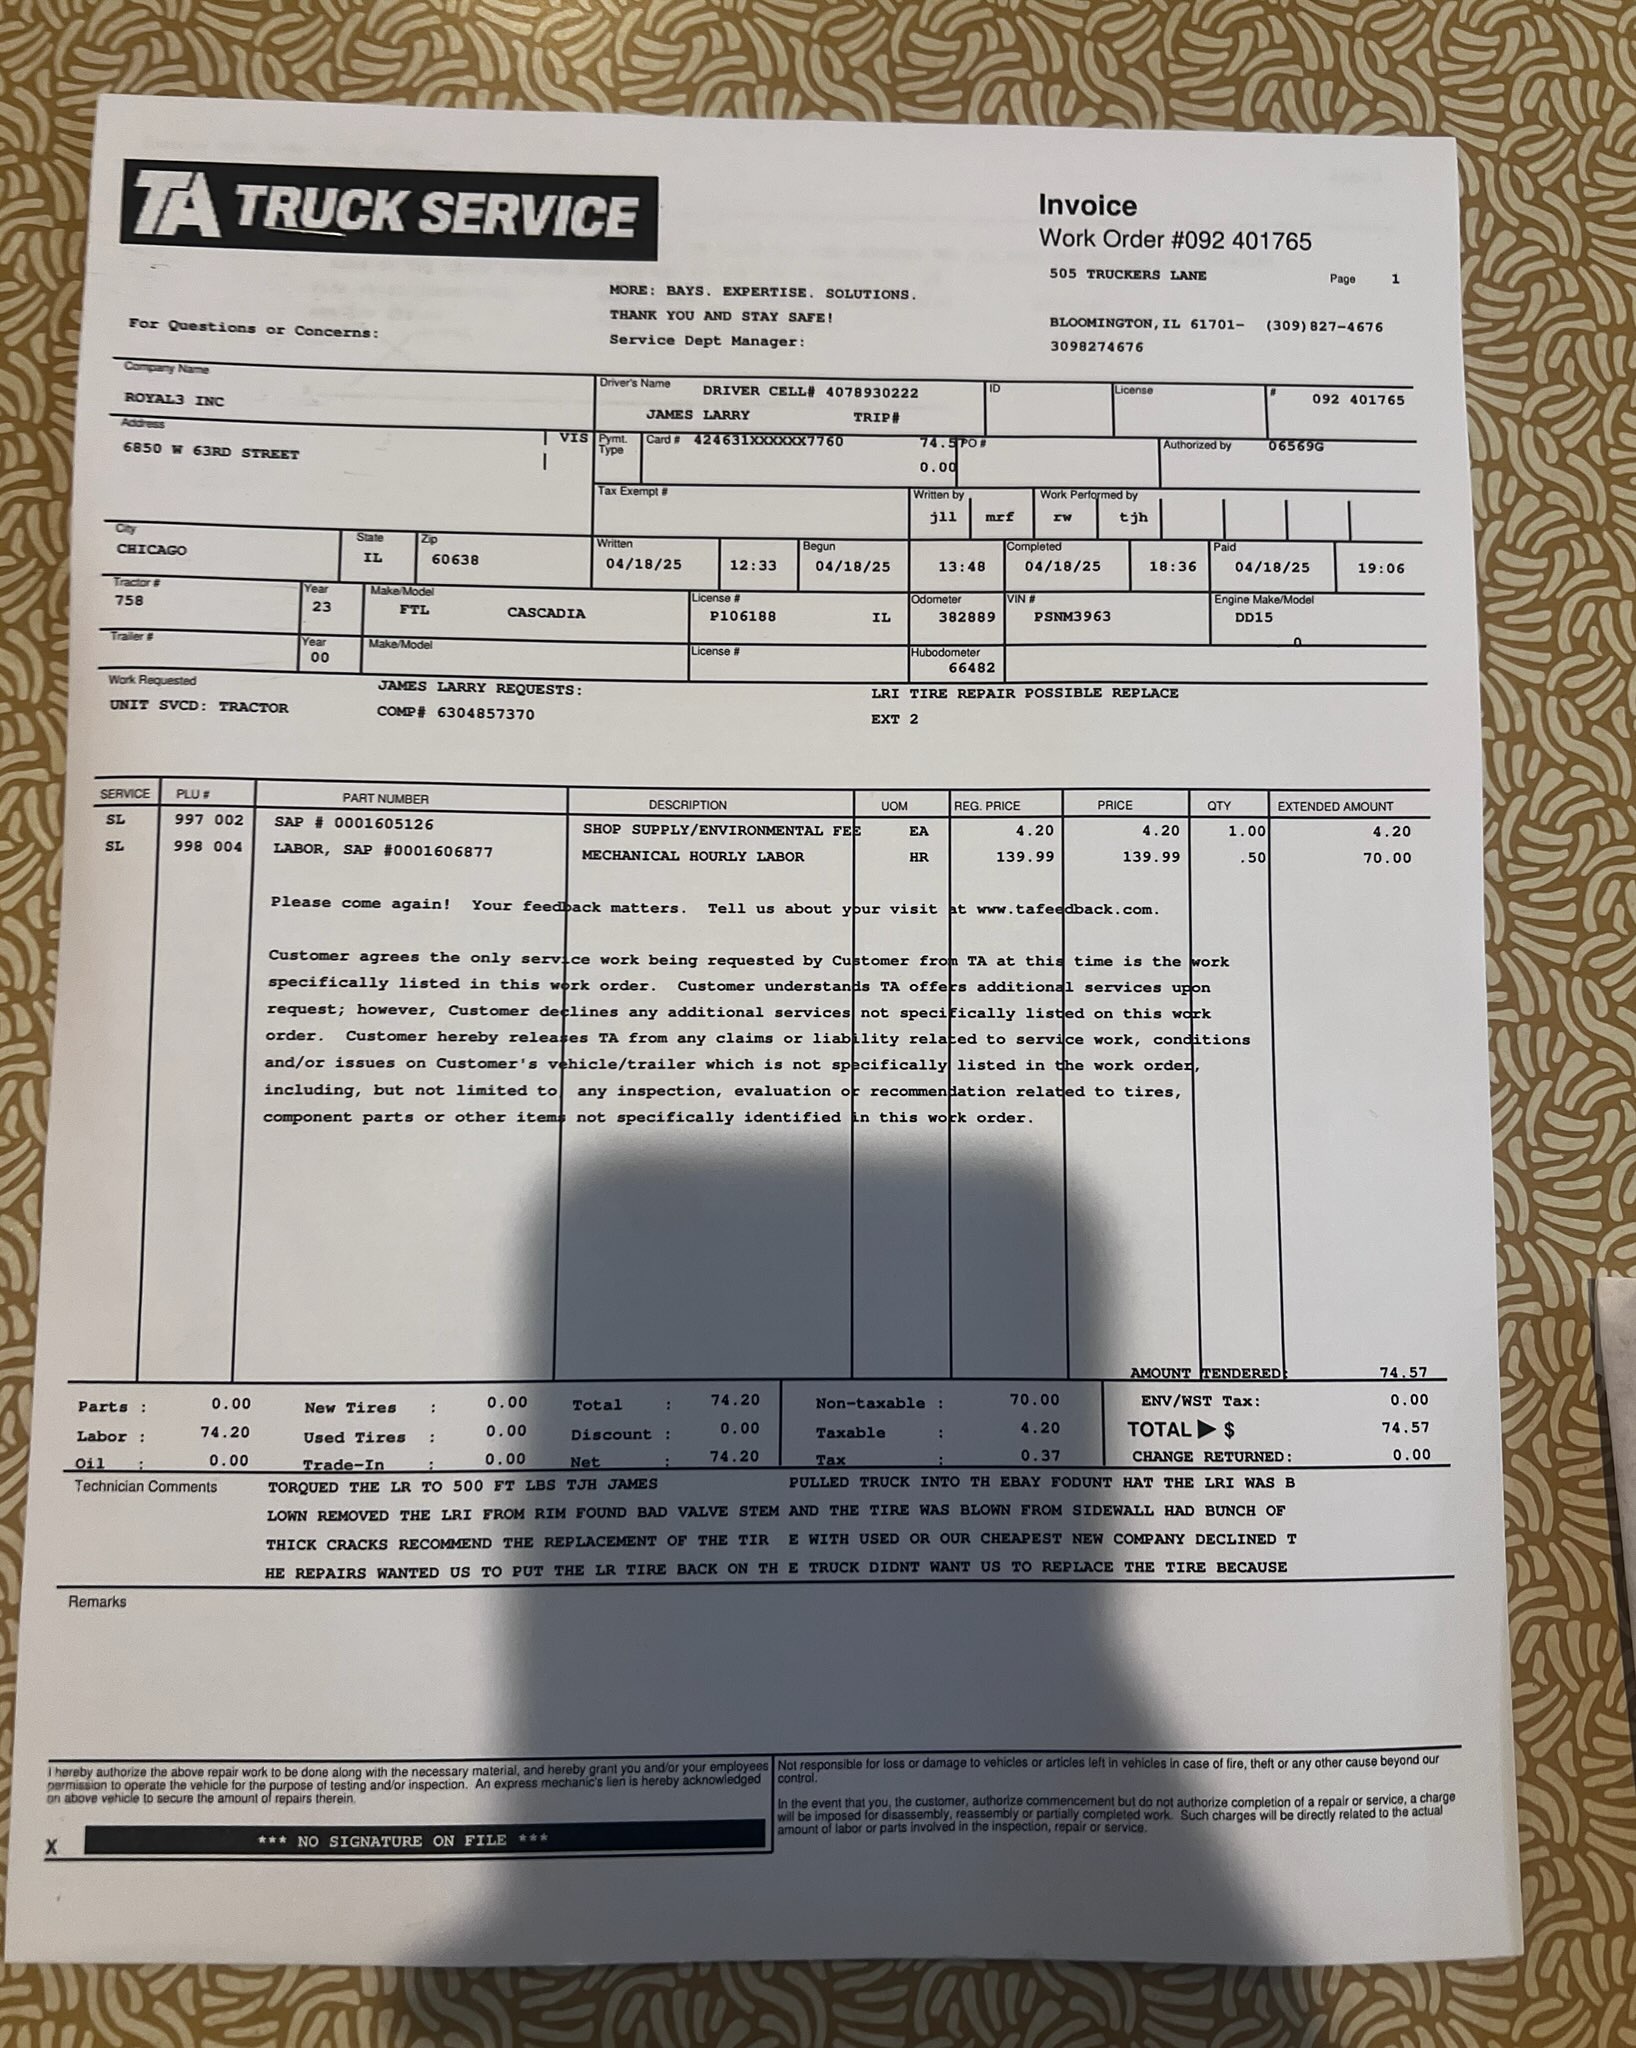 TA TRUCK SERVICE
Invoice
Work Order #092 401765
505 TRUCKERS LANE Page 1
MORE: BAYS. EXPERTISE. SOLUTIONS.
THANK YOU AND STAY SAFE!
BLOOMINGTON, IL 61701- (309)827-4676
For Questions or Concerns:
Service Dept Manager:
3098274676
Company Name
ROYAL3 INC
Driver's Name DRIVER CELL# 4078930222
JAMES LARRY TRIP#
ID
License
# 092 401765
Address
6850 W 63RD STREET
VIS
Pymt. Type
Card # 424631XXXXXX7760 74.5
0.00
PO #
Authorized by 06569G
Tax Exempt #
Written by
jll mrf
Work Performed by
rw tjh
City
CHICAGO
State
IL
Zip
60638
Written
04/18/25 12:33
Begun
04/18/25 13:48
Completed
04/18/25 18:36
Paid
04/18/25 19:06
Tractor #
758
Year
23
Make/Model
FTL CASCADIA
License #
P106188 IL
Odometer
382889
VIN #
PSNM3963
Engine Make/Model
DD15
0
Trailer #
Year
00
Make/Model
License #
Hubodometer
66482
Work Requested
JAMES LARRY REQUESTS: LRI TIRE REPAIR POSSIBLE REPLACE
UNIT SVCD: TRACTOR COMP# 6304857370 EXT 2
SERVICE PLU # PART NUMBER DESCRIPTION UOM REG. PRICE PRICE QTY EXTENDED AMOUNT
SL 997 002 SAP # 0001605126 SHOP SUPPLY/ENVIRONMENTAL FEE EA 4.20 4.20 1.00 4.20
SL 998 004 LABOR, SAP #0001606877 MECHANICAL HOURLY LABOR HR 139.99 139.99 .50 70.00
Please come again! Your feedback matters. Tell us about your visit at www.tafeedback.com.
Customer agrees the only service work being requested by Customer from TA at this time is the work
specifically listed in this work order. Customer understands TA offers additional services upon
request; however, Customer declines any additional services not specifically listed on this work
order. Customer hereby releases TA from any claims or liability related to service work, conditions
and/or issues on Customer's vehicle/trailer which is not specifically listed in the work order,
including, but not limited to any inspection, evaluation or recommendation related to tires,
component parts or other items not specifically identified in this work order.
AMOUNT TENDERED: 74.57
Parts : 0.00 New Tires : 0.00 Total : 74.20 Non-taxable : 70.00 ENV/WST Tax: 0.00
Labor : 74.20 Used Tires : 0.00 Discount : 0.00 Taxable : 4.20 TOTAL ▶ $ 74.57
Oil : 0.00 Trade-In : 0.00 Net : 74.20 Tax : 0.37 CHANGE RETURNED: 0.00
Technician Comments
TORQUED THE LR TO 500 FT LBS TJH JAMES PULLED TRUCK INTO TH EBAY FODUNT HAT THE LRI WAS B
LOWN REMOVED THE LRI FROM RIM FOUND BAD VALVE STEM AND THE TIRE WAS BLOWN FROM SIDEWALL HAD BUNCH OF
THICK CRACKS RECOMMEND THE REPLACEMENT OF THE TIR E WITH USED OR OUR CHEAPEST NEW COMPANY DECLINED T
HE REPAIRS WANTED US TO PUT THE LR TIRE BACK ON TH E TRUCK DIDNT WANT US TO REPLACE THE TIRE BECAUSE
Remarks
I hereby authorize the above repair work to be done along with the necessary material, and hereby grant you and/or your employees
permission to operate the vehicle for the purpose of testing and/or inspection. An express mechanic's lien is hereby acknowledged
on above vehicle to secure the amount of repairs therein.
X *** NO SIGNATURE ON FILE ***
Not responsible for loss or damage to vehicles or articles left in vehicles in case of fire, theft or any other cause beyond our
control.
In the event that you, the customer, authorize commencement but do not authorize completion of a repair or service, a charge
will be imposed for disassembly, reassembly or partially completed work. Such charges will be directly related to the actual
amount of labor or parts involved in the inspection, repair or service.